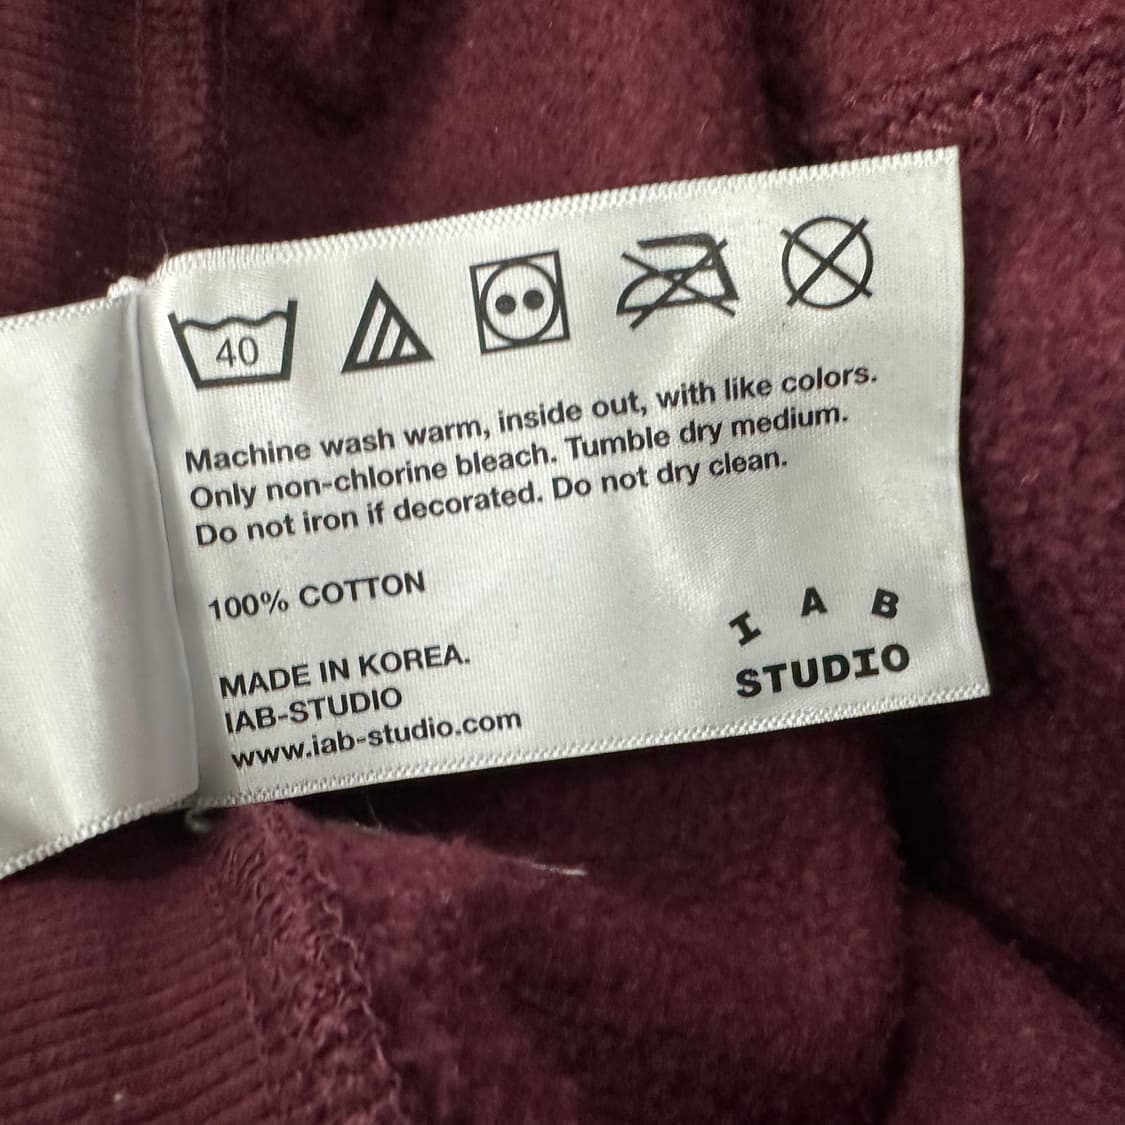 40
Machine wash warm, inside out, with like colors.
Only non-chlorine bleach. Tumble dry medium.
Do not iron if decorated. Do not dry clean.
100% COTTON
MADE IN KOREA.
IAB-STUDIO
www.iab-studio.com
I A B
STUDIO